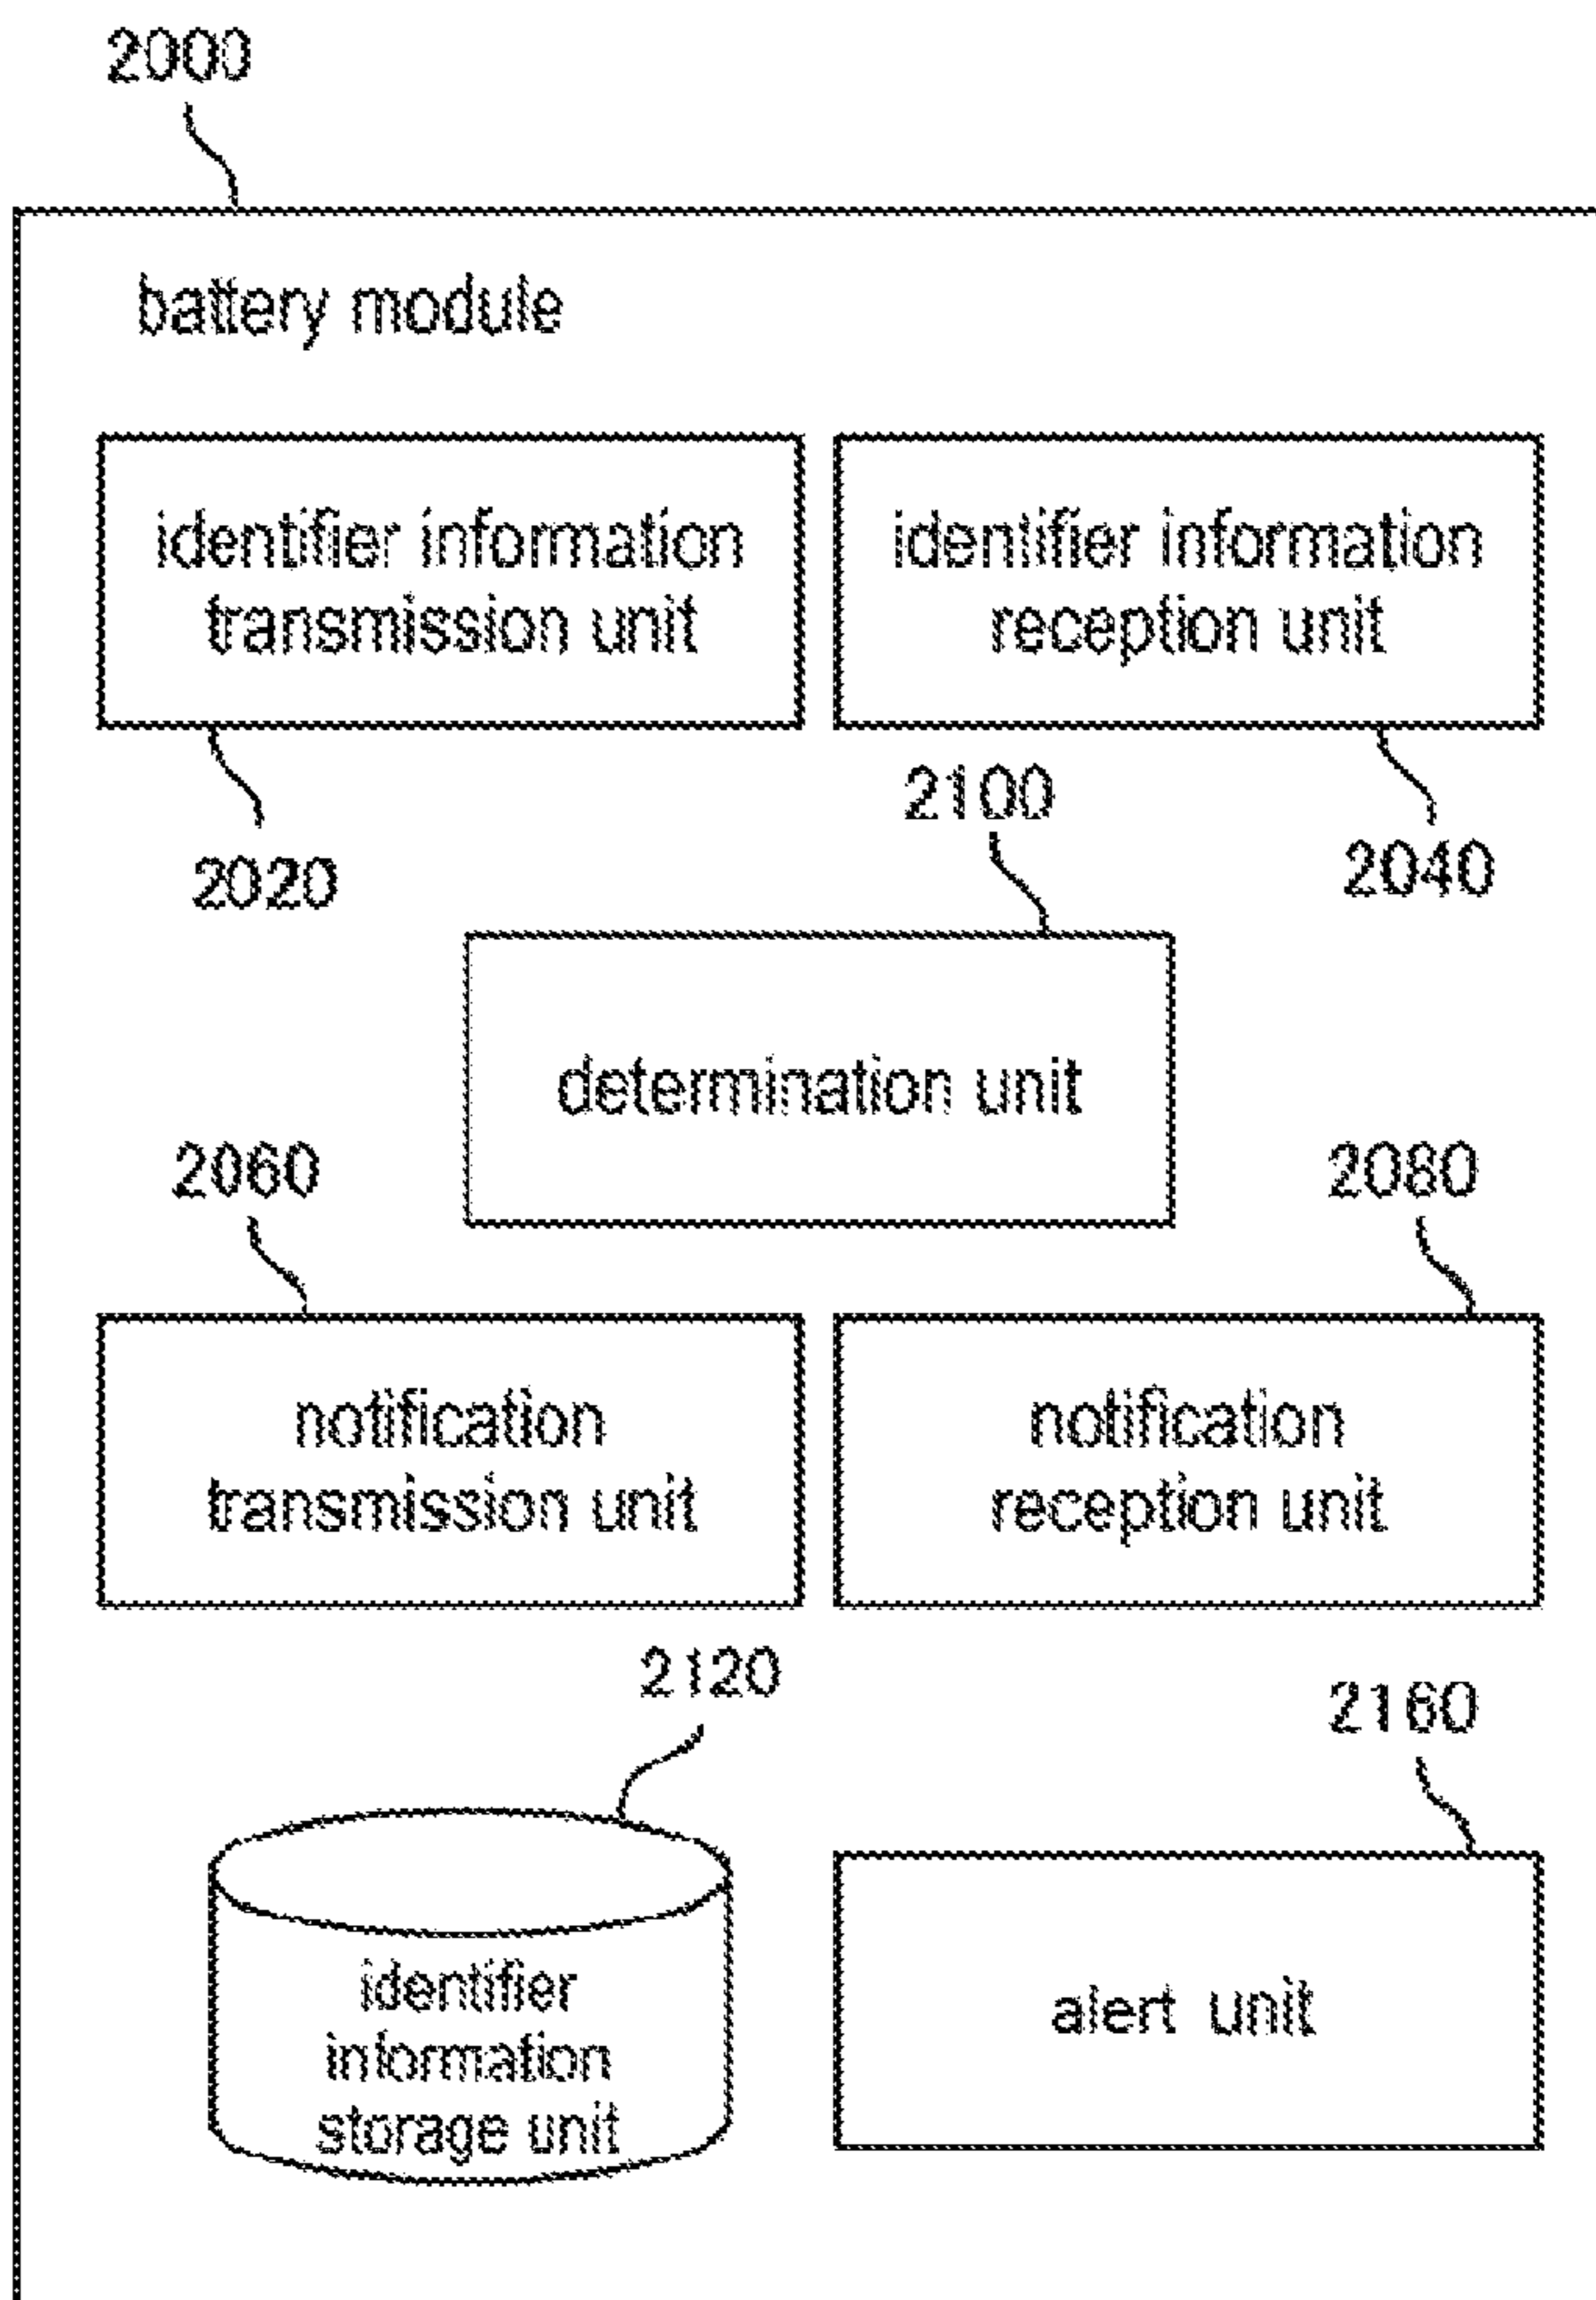 2000
battery module
identifier information
transmission unit
identifier information
reception unit
2020
2040
2100
determination unit
2060
2080
notification
transmission unit
notification
reception unit
2120
2160
identifier
information
storage unit
alert unit